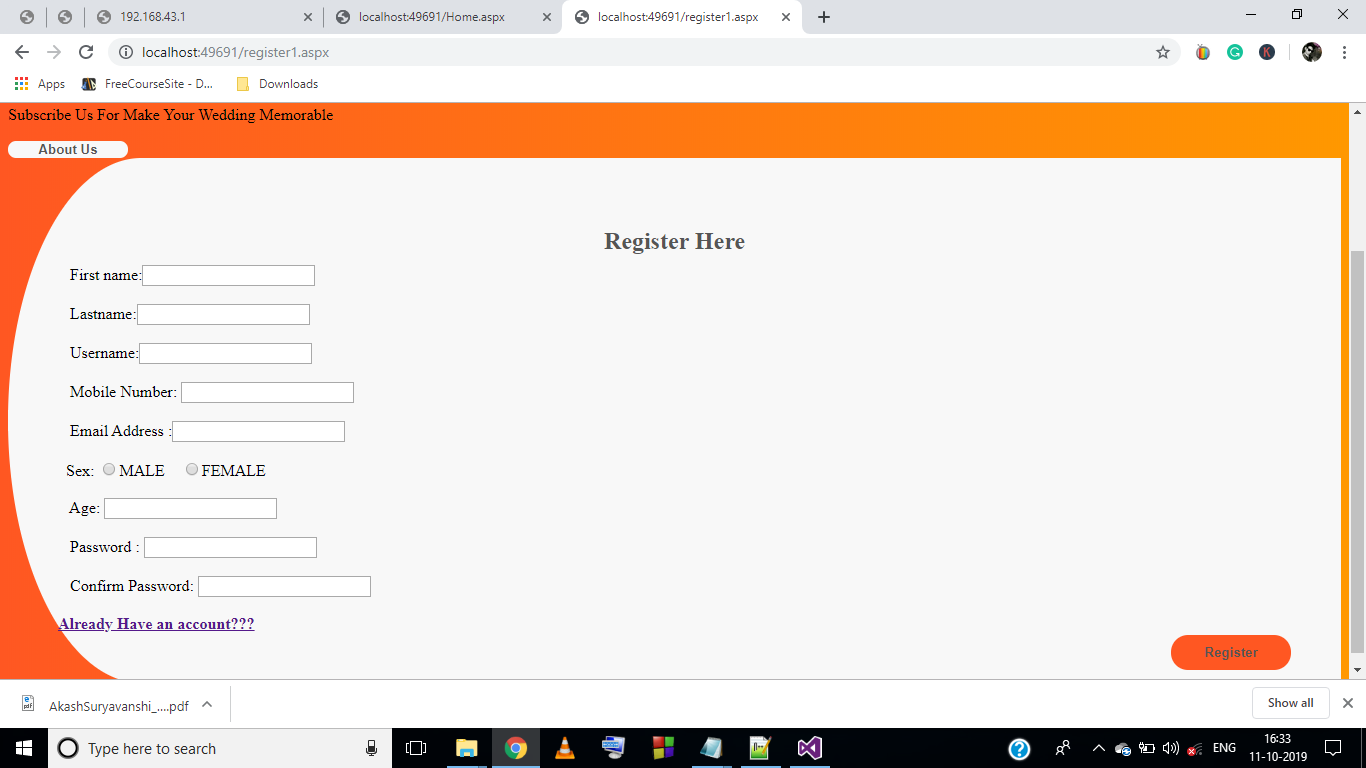 192.168.43.1
localhost:49691/Home.aspx
localhost:49691/register1.aspx
localhost:49691/register1.aspx
Apps
FreeCourseSite - D...
Downloads
K
Subscribe Us For Make Your Wedding Memorable
About Us
Register Here
First name:
Lastname:
Username:
Mobile Number:
Email Address :
Sex: MALE FEMALE
Age:
Password :
Confirm Password:
Already Have an account???
Register
AkashSuryavanshi_....pdf
Show all
Type here to search
ENG
16:33
11-10-2019